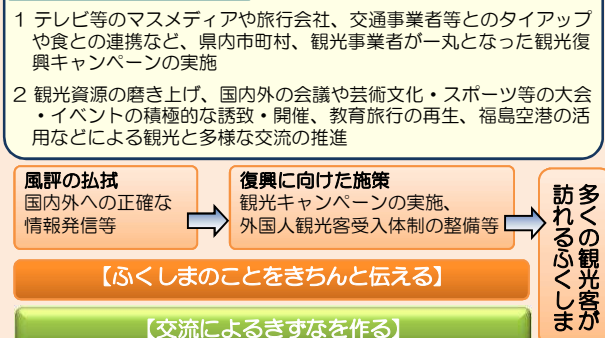 1 テレビ等のマスメディアや旅行会社、交通事業者等とのタイアップ
や食との連携など、県内市町村、観光事業者が一丸となった観光復
興キャンペーンの実施
2 観光資源の磨き上げ、国内外の会議や芸術文化・スポーツ等の大会
・イベントの積極的な誘致・開催、教育旅行の再生、福島空港の活
用などによる観光と多様な交流の推進
風評の払拭
国内外への正確な
情報発信等
復興に向けた施策
観光キャンペーンの実施、
外国人観光客受入体制の整備等
多くの観光客が
訪れるふくしま
【ふくしまのことをきちんと伝える】
【交流によるきずなを作る】